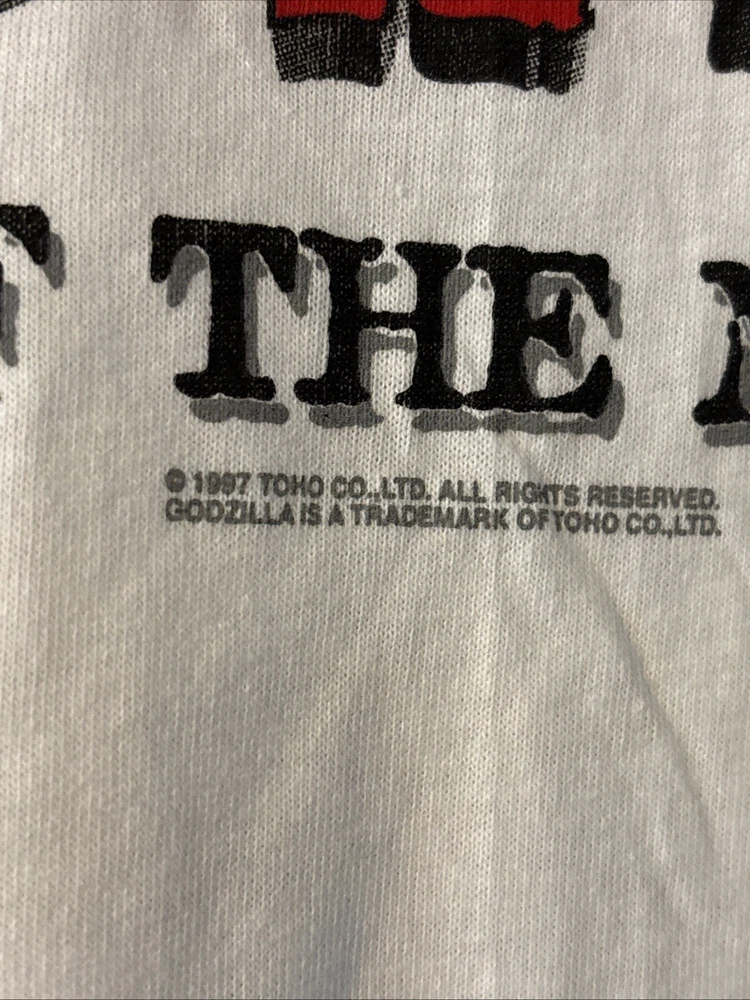 F THE
© 1997 TOHO CO.,LTD. ALL RIGHTS RESERVED.
GODZILLA IS A TRADEMARK OF TOHO CO.,LTD.